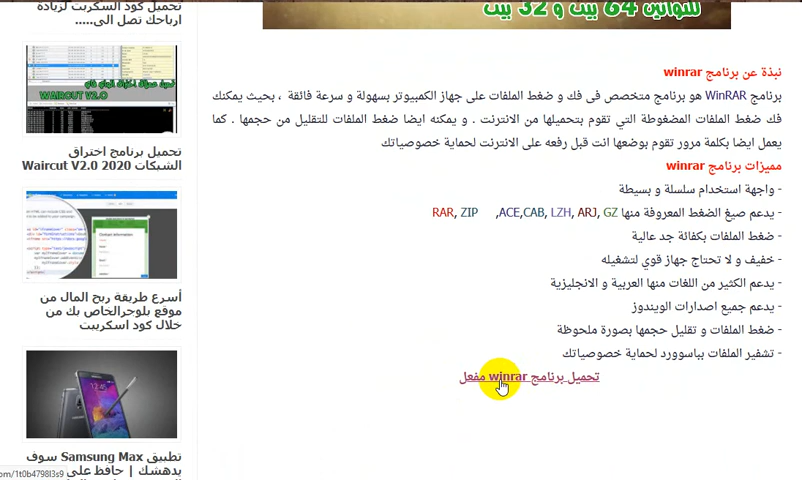 للنواتين 64 بيت و 32 بيت
نبذة عن برنامج winrar
برنامج WinRAR هو برنامج متخصص فى فك و ضغط الملفات على جهاز الكمبيوتر بسهولة و سرعة فائقة ، بحيث يمكنك
فك ضغط الملفات المضغوطة التي تقوم بتحميلها من الانترنت . و يمكنه ايضا ضغط الملفات للتقليل من حجمها . كما
يعمل ايضا بكلمة مرور تقوم بوضعها انت قبل رفعه على الانترنت لحماية خصوصياتك
مميزات برنامج winrar
- واجهة استخدام سلسلة و بسيطة
- يدعم صيغ الضغط المعروفة منها RAR, ZIP ,ACE,CAB, LZH, ARJ, GZ
- ضغط الملفات بكفائة جد عالية
- خفيف و لا تحتاج جهاز قوي لتشغيله
- يدعم الكثير من اللغات منها العربية و الانجليزية
- يدعم جميع اصدارات الويندوز
- ضغط الملفات و تقليل حجمها بصورة ملحوظة
- تشفير الملفات بباسوورد لحماية خصوصياتك
تحميل برنامج winrar مفعل
تحميل كود السكربت لزيادة
ارباحك تصل الى.....
WAIRCUT V2.0
تحميل برنامج اختراق
الشبكات Waircut V2.0 2020
أسرع طريقة ربح المال من
موقع بلوجرالخاص بك من
خلال كود اسكريبت
تطبيق Samsung Max سوف
يدهشك | حافظ على
com/1t0b4798l3s9